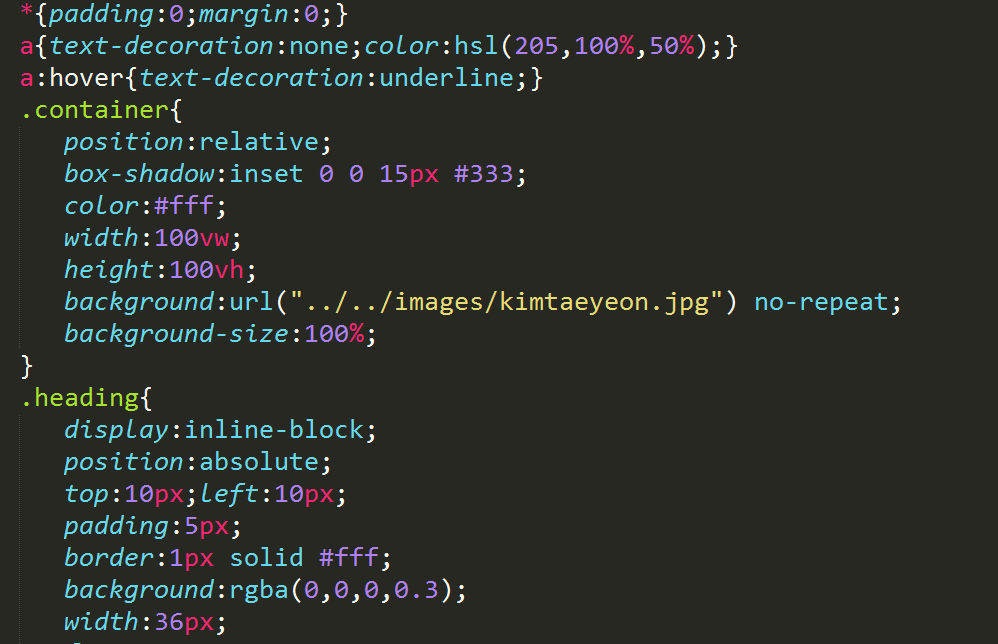 *{padding:0;margin:0;}
a{text-decoration:none;color:hsl(205,100%,50%);}
a:hover{text-decoration:underline;}
.container{
position:relative;
box-shadow:inset 0 0 15px #333;
color:#fff;
width:100vw;
height:100vh;
background:url("../../images/kimtaeyeon.jpg") no-repeat;
background-size:100%;
}
.heading{
display:inline-block;
position:absolute;
top:10px;left:10px;
padding:5px;
border:1px solid #fff;
background:rgba(0,0,0,0.3);
width:36px;